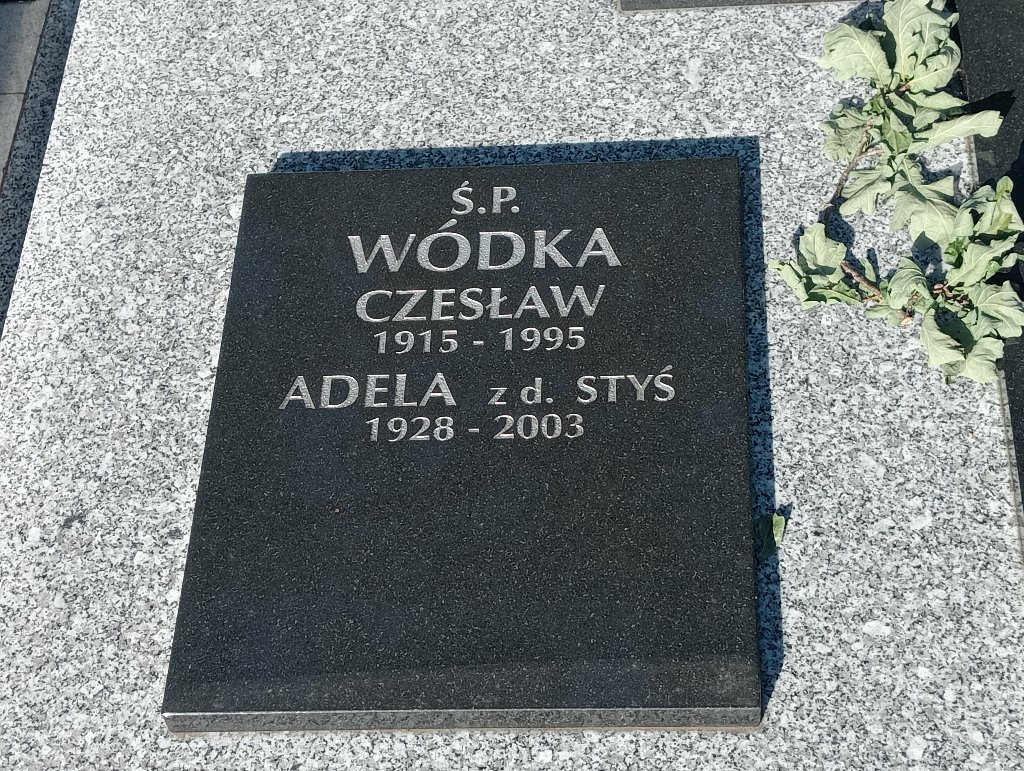 Ś.P.
WÓDKA
CZESŁAW
1915 - 1995
ADELA z d. STYŚ
1928 - 2003